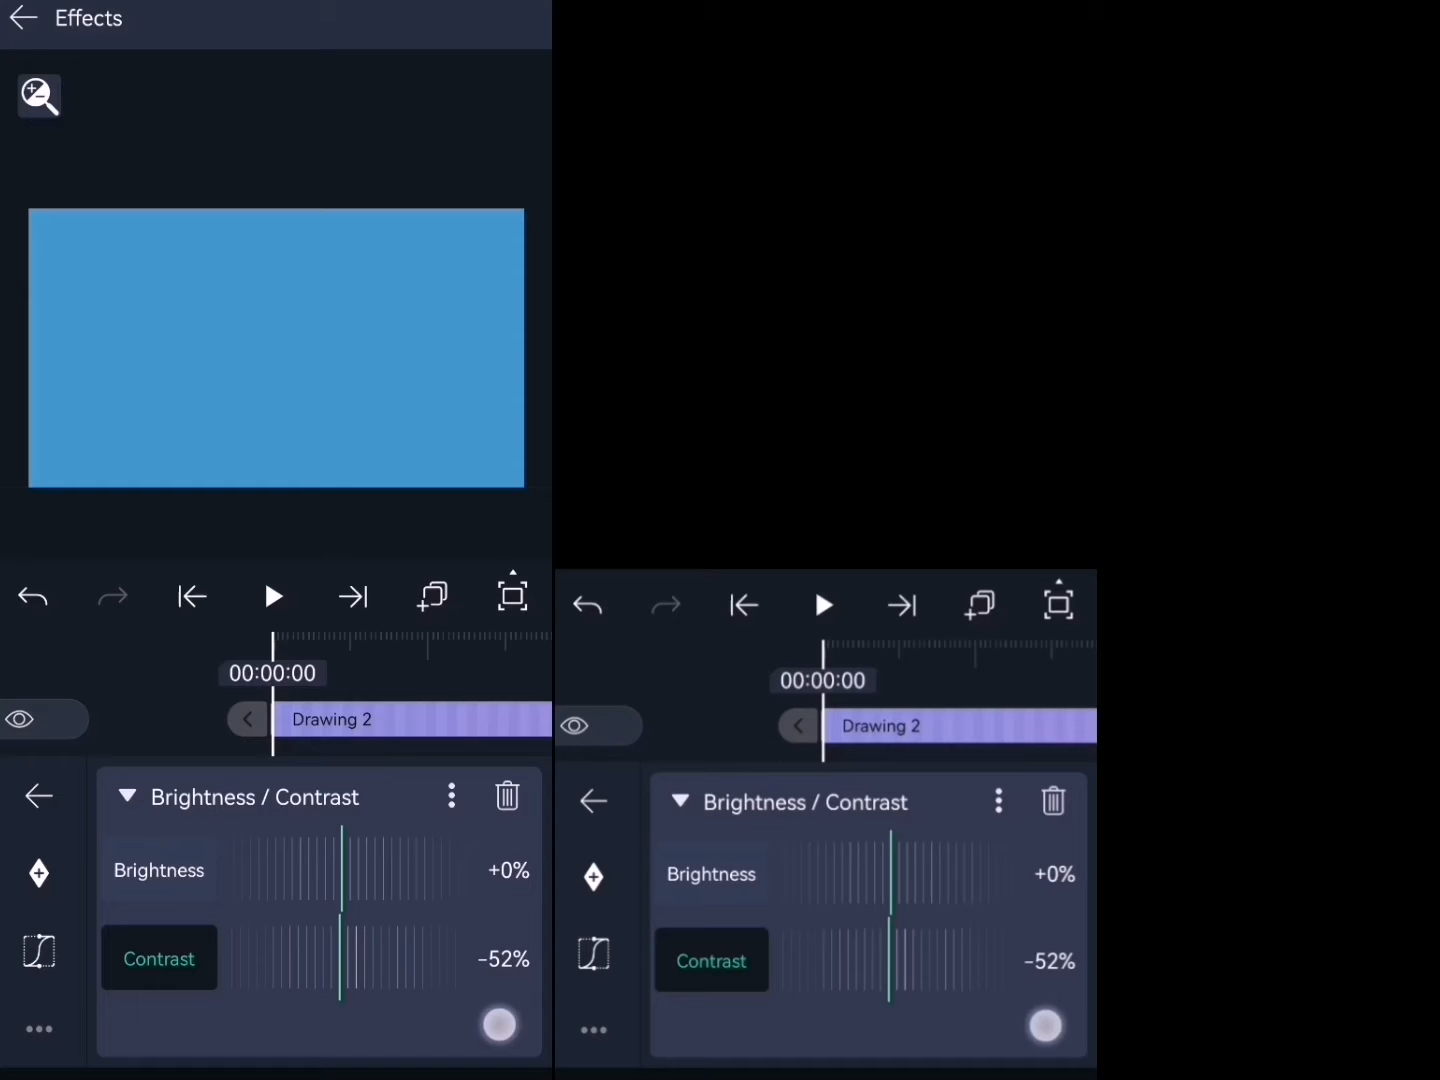 Effects
00:00:00
Drawing 2
Brightness / Contrast
Brightness +0%
Contrast -52%
00:00:00
Drawing 2
Brightness / Contrast
Brightness +0%
Contrast -52%